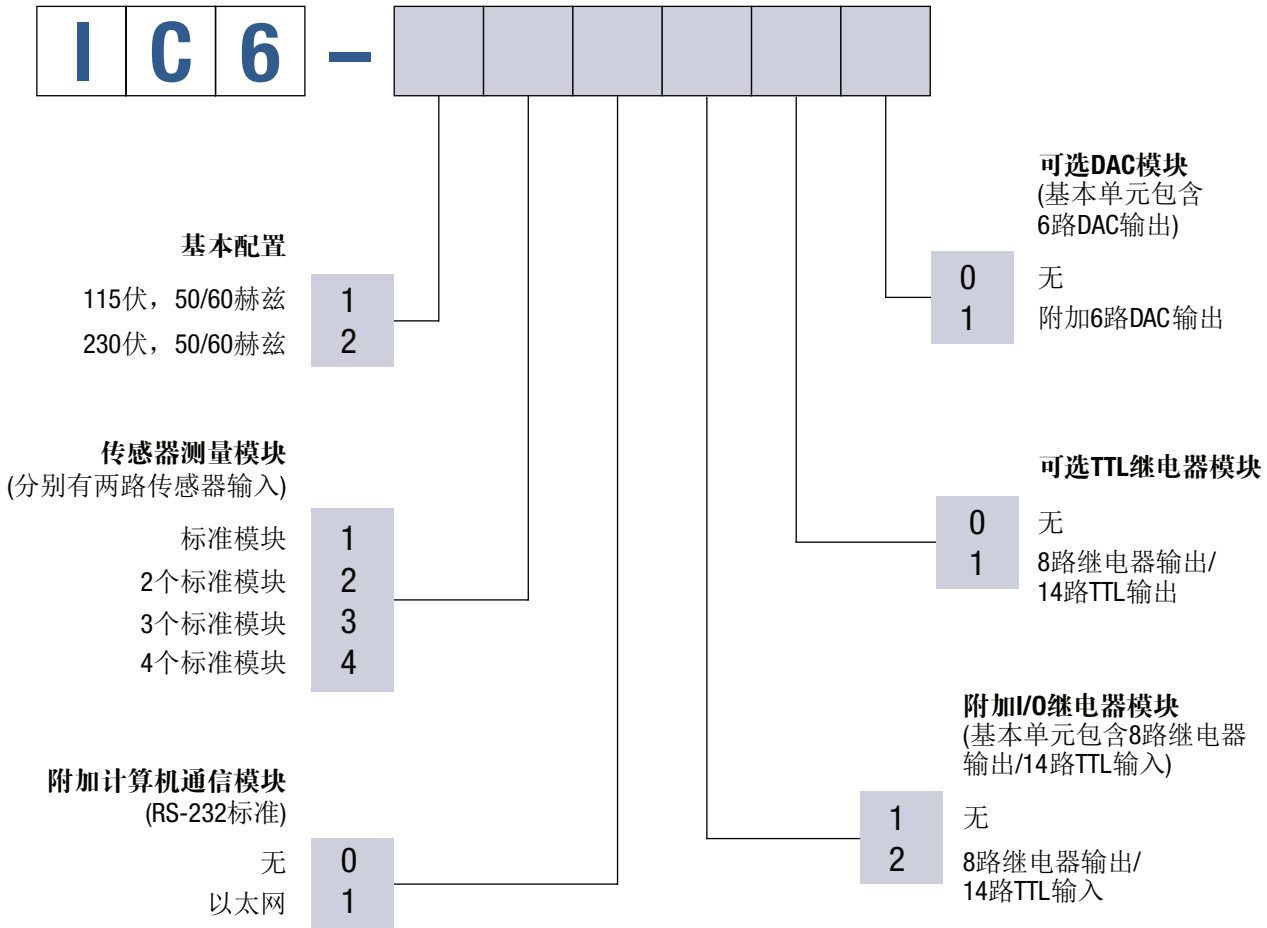 IC6–
基本配置
115伏，50/60赫兹 1
230伏，50/60赫兹 2
传感器测量模块
(分别有两路传感器输入)
标准模块 1
2个标准模块 2
3个标准模块 3
4个标准模块 4
附加计算机通信模块
(RS-232标准)
无 0
以太网 1
可选DAC模块
(基本单元包含
6路DAC输出)
0 无
1 附加6路DAC输出
可选TTL继电器模块
0 无
1 8路继电器输出/
14路TTL输出
附加I/O继电器模块
(基本单元包含8路继电器
输出/14路TTL输入)
1 无
2 8路继电器输出/
14路TTL输入